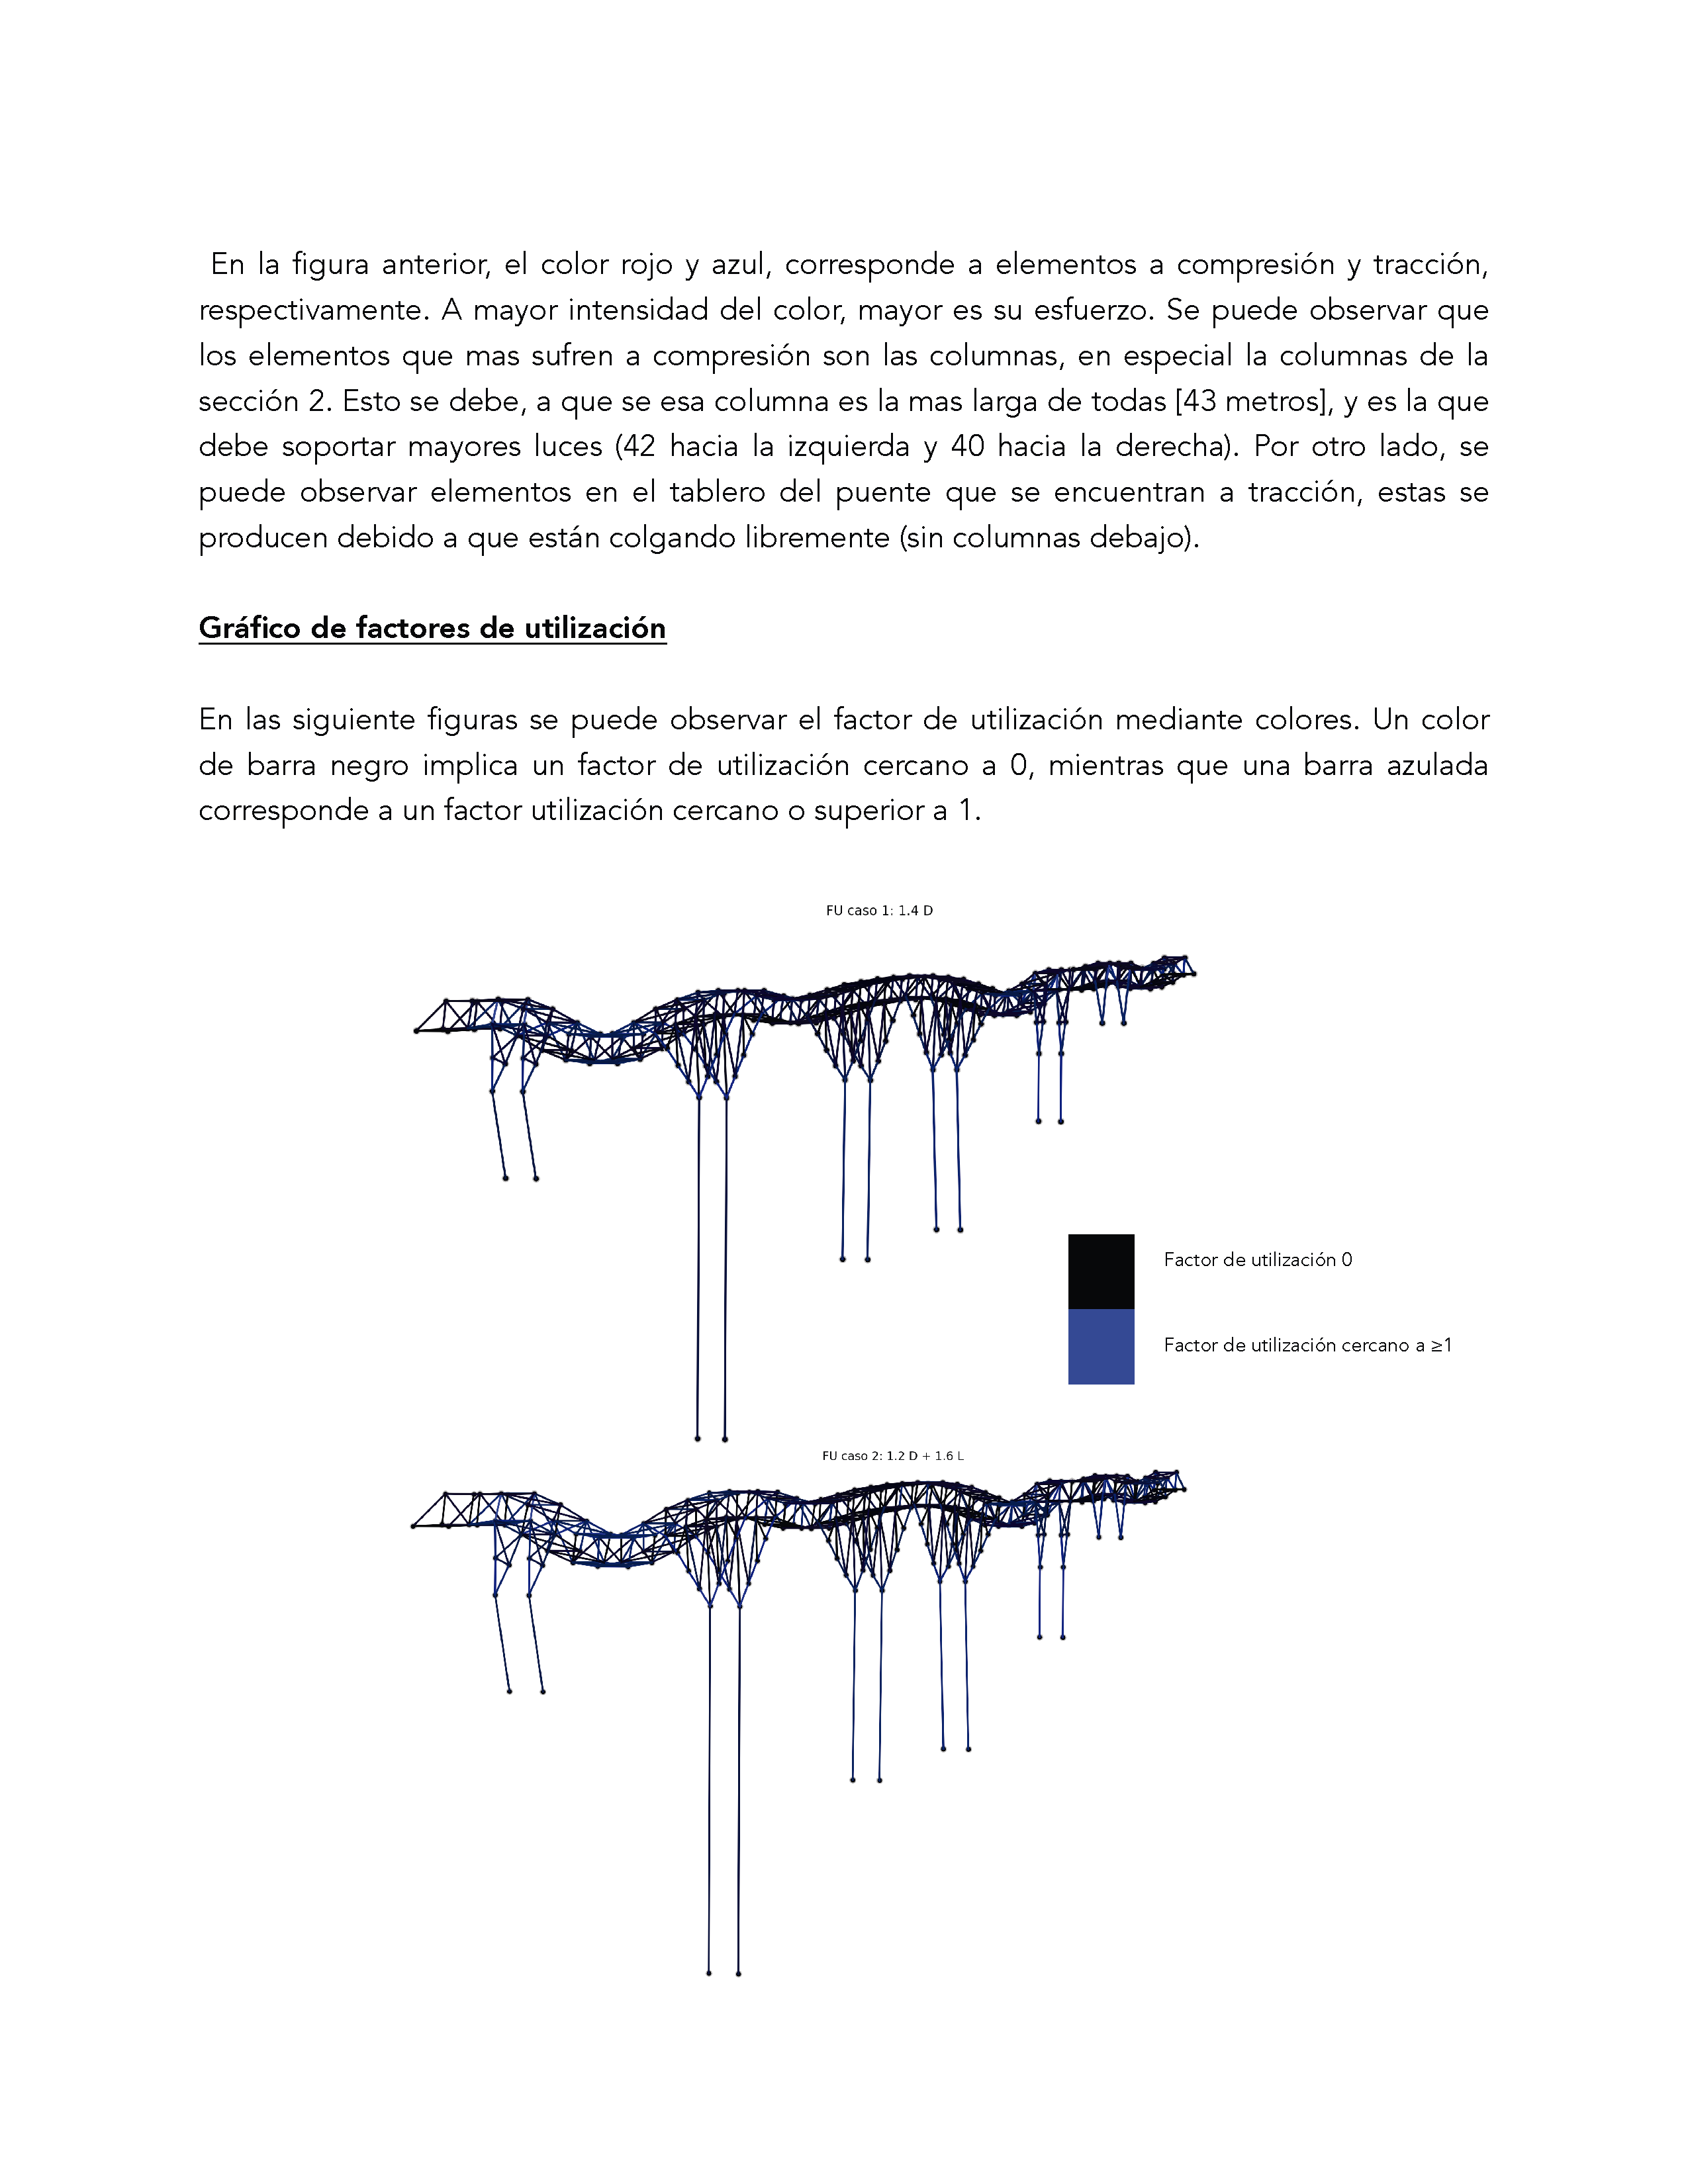 En la figura anterior, el color rojo y azul, corresponde a elementos a compresión y tracción,
respectivamente. A mayor intensidad del color, mayor es su esfuerzo. Se puede observar que
los elementos que mas sufren a compresión son las columnas, en especial la columnas de la
sección 2. Esto se debe, a que se esa columna es la mas larga de todas [43 metros], y es la que
debe soportar mayores luces (42 hacia la izquierda y 40 hacia la derecha). Por otro lado, se
puede observar elementos en el tablero del puente que se encuentran a tracción, estas se
producen debido a que están colgando libremente (sin columnas debajo).
Gráfico de factores de utilización
En las siguiente figuras se puede observar el factor de utilización mediante colores. Un color
de barra negro implica un factor de utilización cercano a 0, mientras que una barra azulada
corresponde a un factor utilización cercano o superior a 1.
FU caso 1: 1.4 D
Factor de utilización 0
Factor de utilización cercano a ≥1
FU caso 2: 1.2 D + 1.6 L